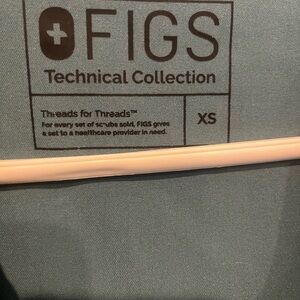 FIGS
Technical Collection
Threads for Threads™
For every set of scrubs sold, FIGS gives
a set to a healthcare provider in need.
XS